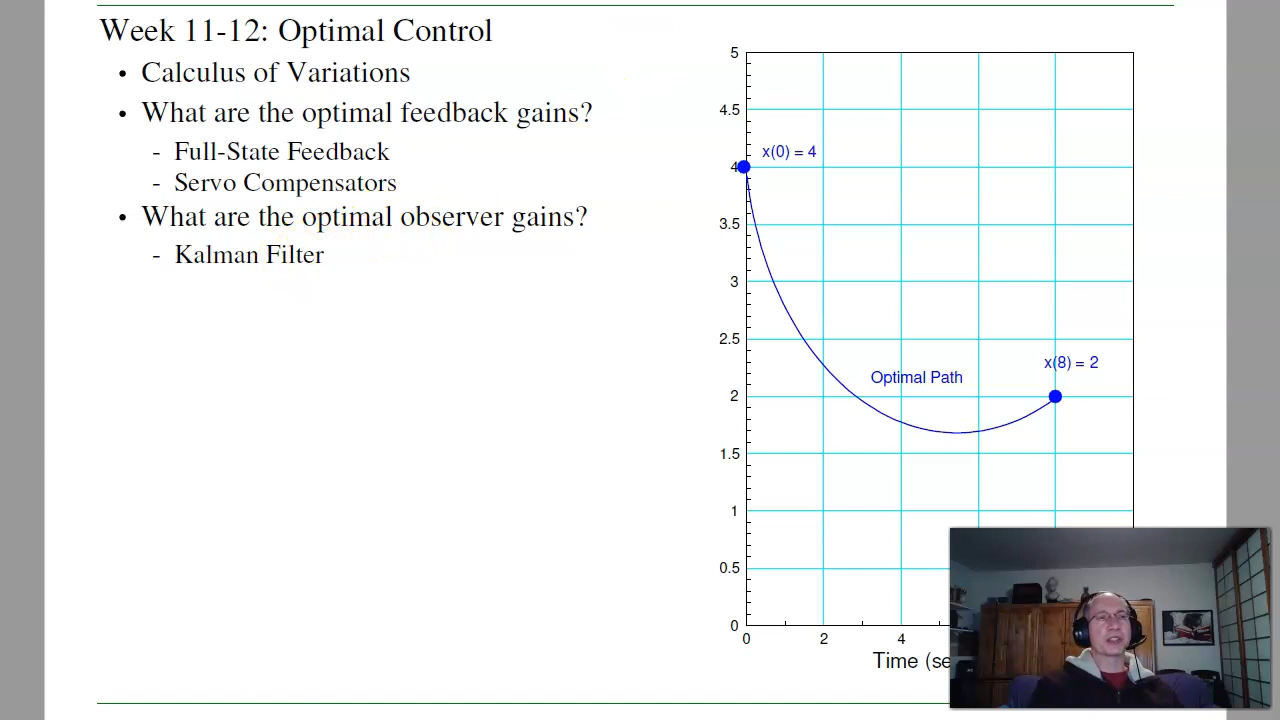 Week 11-12: Optimal Control
• Calculus of Variations
• What are the optimal feedback gains?
- Full-State Feedback
- Servo Compensators
• What are the optimal observer gains?
- Kalman Filter
5
4.5
x(0) = 4
4
3.5
3
2.5
x(8) = 2
Optimal Path
2
1.5
1
0.5
0
0 2 4
Time (se